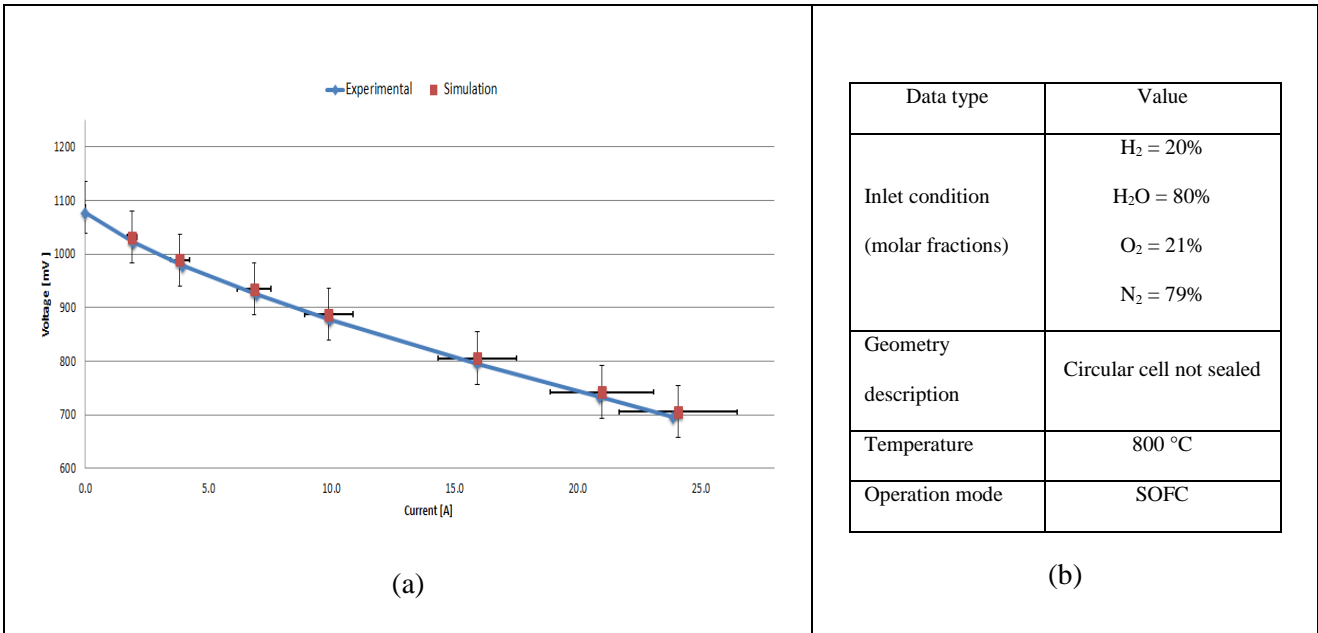 Experimental Simulation
1200
1100
1000
900
800
700
600
Voltage [mV ]
0.0 5.0 10.0 15.0 20.0 25.0
Current [A]
(a)
Data type Value
Inlet condition
(molar fractions)
H₂ = 20%
H₂O = 80%
O₂ = 21%
N₂ = 79%
Geometry
description
Circular cell not sealed
Temperature 800 °C
Operation mode SOFC
(b)